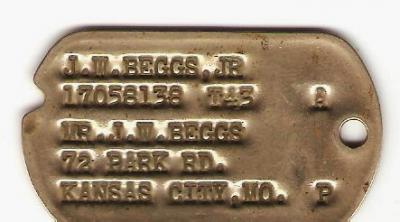 J.W.BEGGS,JR
17058138 T43 A
MR.J.W.BEGGS
72 PARK RD.
KANSAS CITY,MO. P